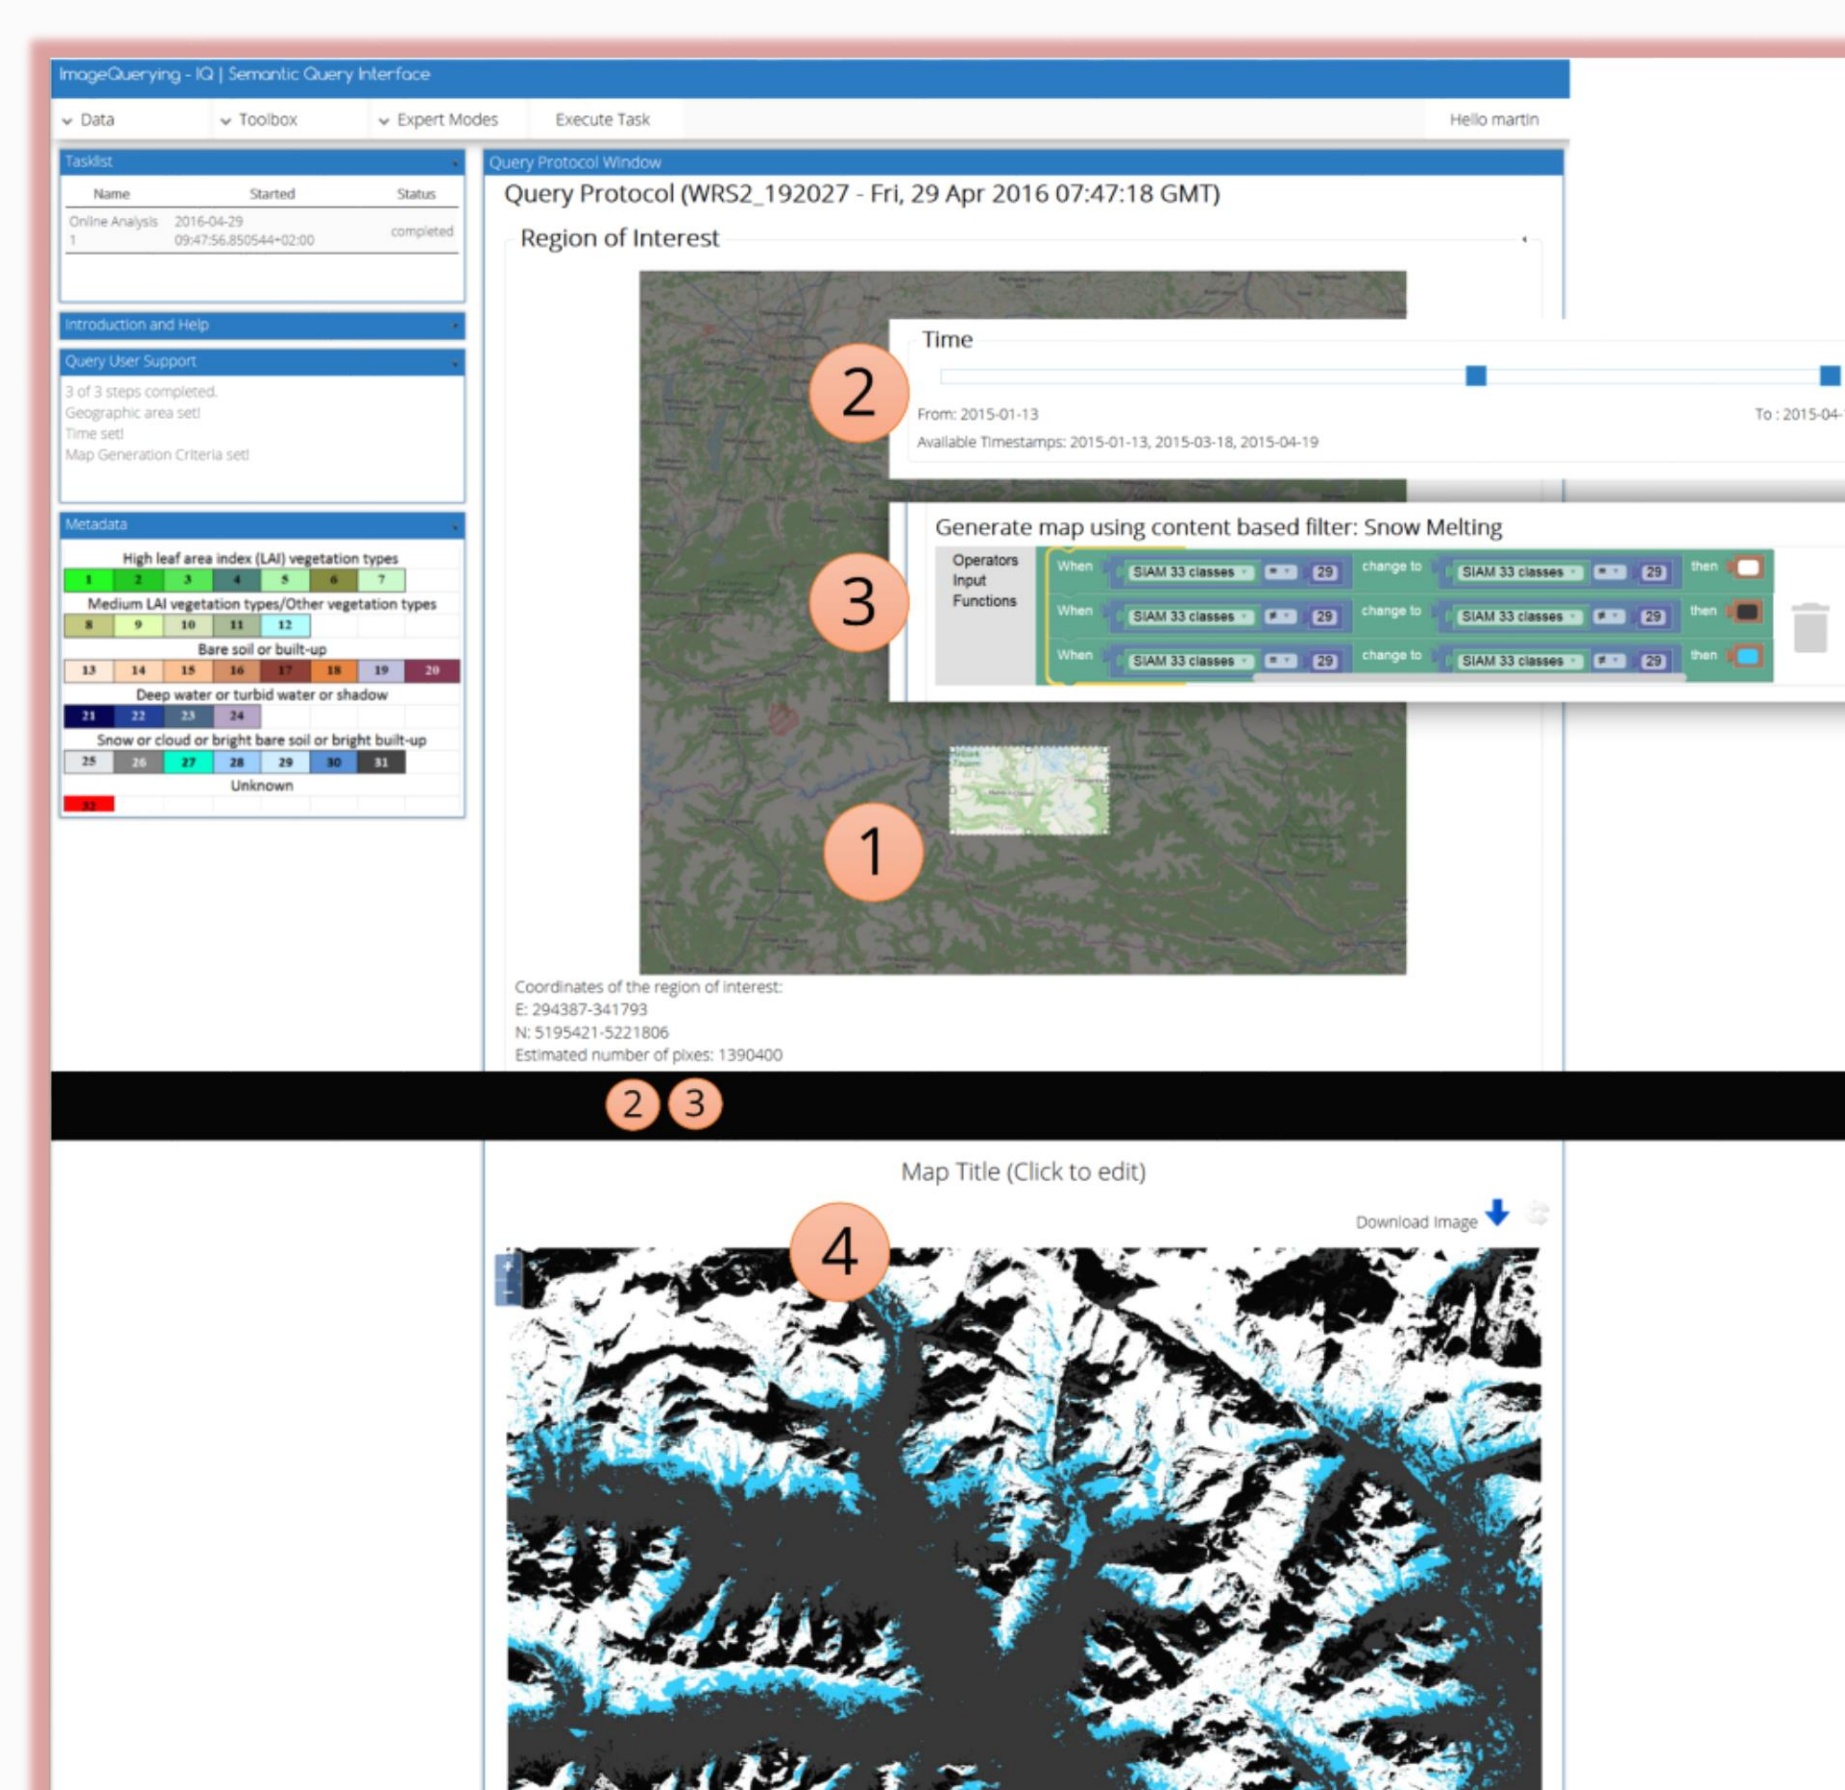 ImageQuerying - IQ | Semantic Query Interface
Data Toolbox Expert Modes Execute Task Hello martin
Tasklist
Name Started Status
Online Analysis 1 2016-04-29 09:47:56.850544+02:00 completed
Introduction and Help
Query User Support
3 of 3 steps completed.
Geographic area set!
Time set!
Map Generation Criteria set!
Metadata
High leaf area index (LAI) vegetation types
1 2 3 4 5 6 7
Medium LAI vegetation types/Other vegetation types
8 9 10 11 12
Bare soil or built-up
13 14 15 16 17 18 19 20
Deep water or turbid water or shadow
21 22 23 24
Snow or cloud or bright bare soil or bright built-up
25 26 27 28 29 30 31
Unknown
32
Query Protocol Window
Query Protocol (WRS2_192027 - Fri, 29 Apr 2016 07:47:18 GMT)
Region of Interest
2
Time
From: 2015-01-13 To : 2015-04-
Available Timestamps: 2015-01-13, 2015-03-18, 2015-04-19
3
Generate map using content based filter: Snow Melting
Operators
Input
Functions
When SIAM 33 classes = 29 change to SIAM 33 classes = 29 then
When SIAM 33 classes ≠ 29 change to SIAM 33 classes ≠ 29 then
When SIAM 33 classes = 29 change to SIAM 33 classes ≠ 29 then
1
Coordinates of the region of interest:
E: 294387-341793
N: 5195421-5221806
Estimated number of pixes: 1390400
2 3
Map Title (Click to edit)
Download Image
4
+
−